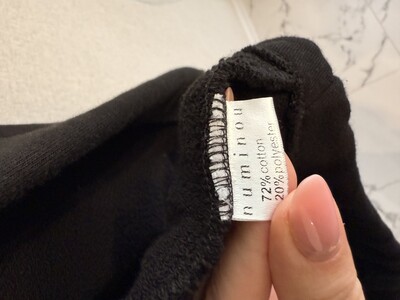 numinou
72% cotton
20% polyester